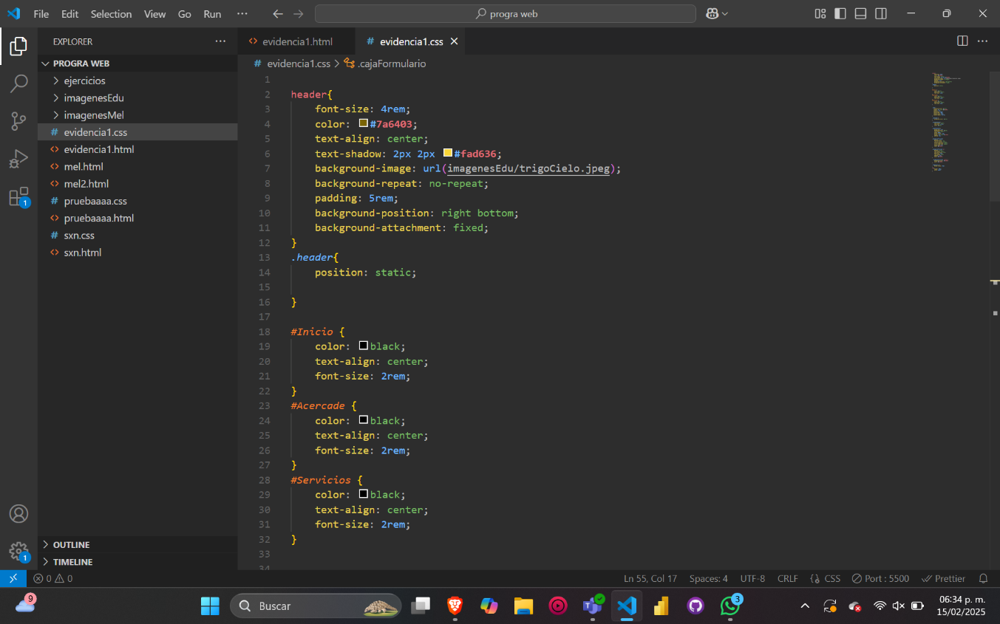 File Edit Selection View Go Run ··· progra web
EXPLORER ···
PROGRA WEB
ejercicios
imagenesEdu
imagenesMel
# evidencia1.css
<> evidencia1.html
<> mel.html
<> mel2.html
# pruebaaaa.css
<> pruebaaaa.html
# sxn.css
<> sxn.html
OUTLINE
TIMELINE
1
1
<> evidencia1.html # evidencia1.css
# evidencia1.css > .cajaFormulario
1
2 header{
3 font-size: 4rem;
4 color: #7a6403;
5 text-align: center;
6 text-shadow: 2px 2px #fad636;
7 background-image: url(imagenesEdu/trigoCielo.jpeg);
8 background-repeat: no-repeat;
9 padding: 5rem;
10 background-position: right bottom;
11 background-attachment: fixed;
12 }
13 .header{
14 position: static;
15
16 }
17
18 #Inicio {
19 color: black;
20 text-align: center;
21 font-size: 2rem;
22 }
23 #Acercade {
24 color: black;
25 text-align: center;
26 font-size: 2rem;
27 }
28 #Servicios {
29 color: black;
30 text-align: center;
31 font-size: 2rem;
32 }
33
34
0 0 Ln 55, Col 17 Spaces: 4 UTF-8 CRLF {} CSS Port : 5500 Prettier
9 Buscar 3 06:34 p. m.
15/02/2025